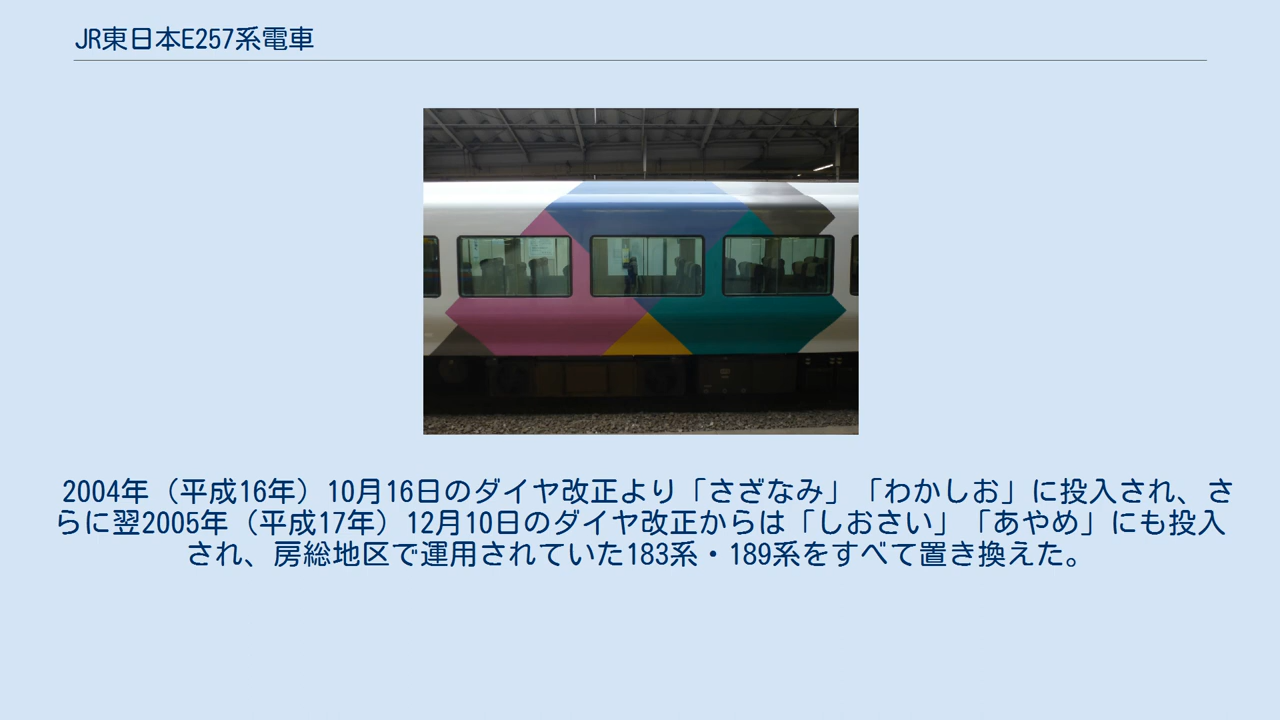 JR東日本E257系電車
2004年（平成16年）10月16日のダイヤ改正より「さざなみ」「わかしお」に投入され、さ
らに翌2005年（平成17年）12月10日のダイヤ改正からは「しおさい」「あやめ」にも投入
され、房総地区で運用されていた183系・189系をすべて置き換えた。